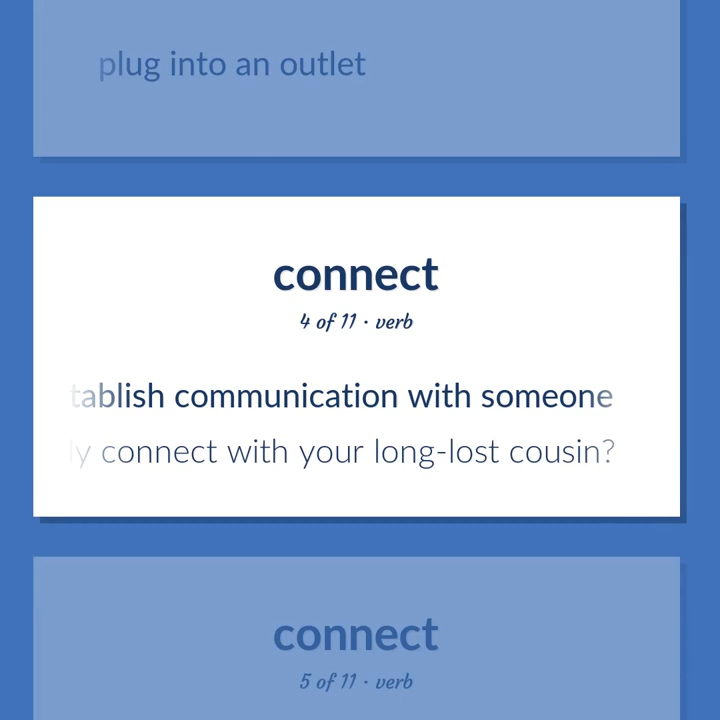 plug into an outlet
connect
4 of 11 · verb
tablish communication with someone
ly connect with your long-lost cousin?
connect
5 of 11 · verb